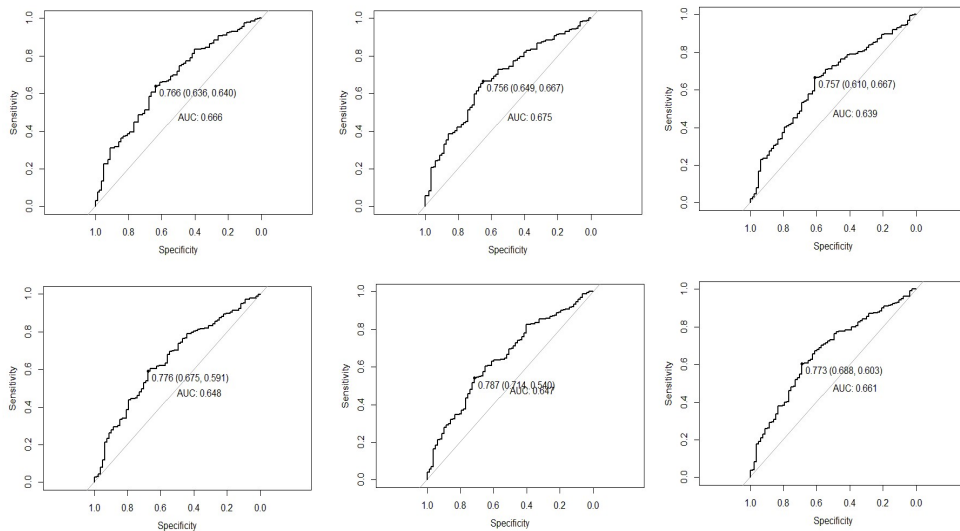 1.0
0.8
0.6
0.4
0.2
0.0
Sensitivity
0.766 (0.636, 0.640)
AUC: 0.666
1.0 0.8 0.6 0.4 0.2 0.0
Specificity
1.0
0.8
0.6
0.4
0.2
0.0
Sensitivity
0.756 (0.649, 0.667)
AUC: 0.675
1.0 0.8 0.6 0.4 0.2 0.0
Specificity
1.0
0.8
0.6
0.4
0.2
0.0
Sensitivity
0.757 (0.610, 0.667)
AUC: 0.639
1.0 0.8 0.6 0.4 0.2 0.0
Specificity
1.0
0.8
0.6
0.4
0.2
0.0
Sensitivity
0.776 (0.675, 0.591)
AUC: 0.648
1.0 0.8 0.6 0.4 0.2 0.0
Specificity
1.0
0.8
0.6
0.4
0.2
0.0
Sensitivity
0.787 (0.714, 0.540)
AUC: 0.647
1.0 0.8 0.6 0.4 0.2 0.0
Specificity
1.0
0.8
0.6
0.4
0.2
0.0
Sensitivity
0.773 (0.688, 0.603)
AUC: 0.661
1.0 0.8 0.6 0.4 0.2 0.0
Specificity